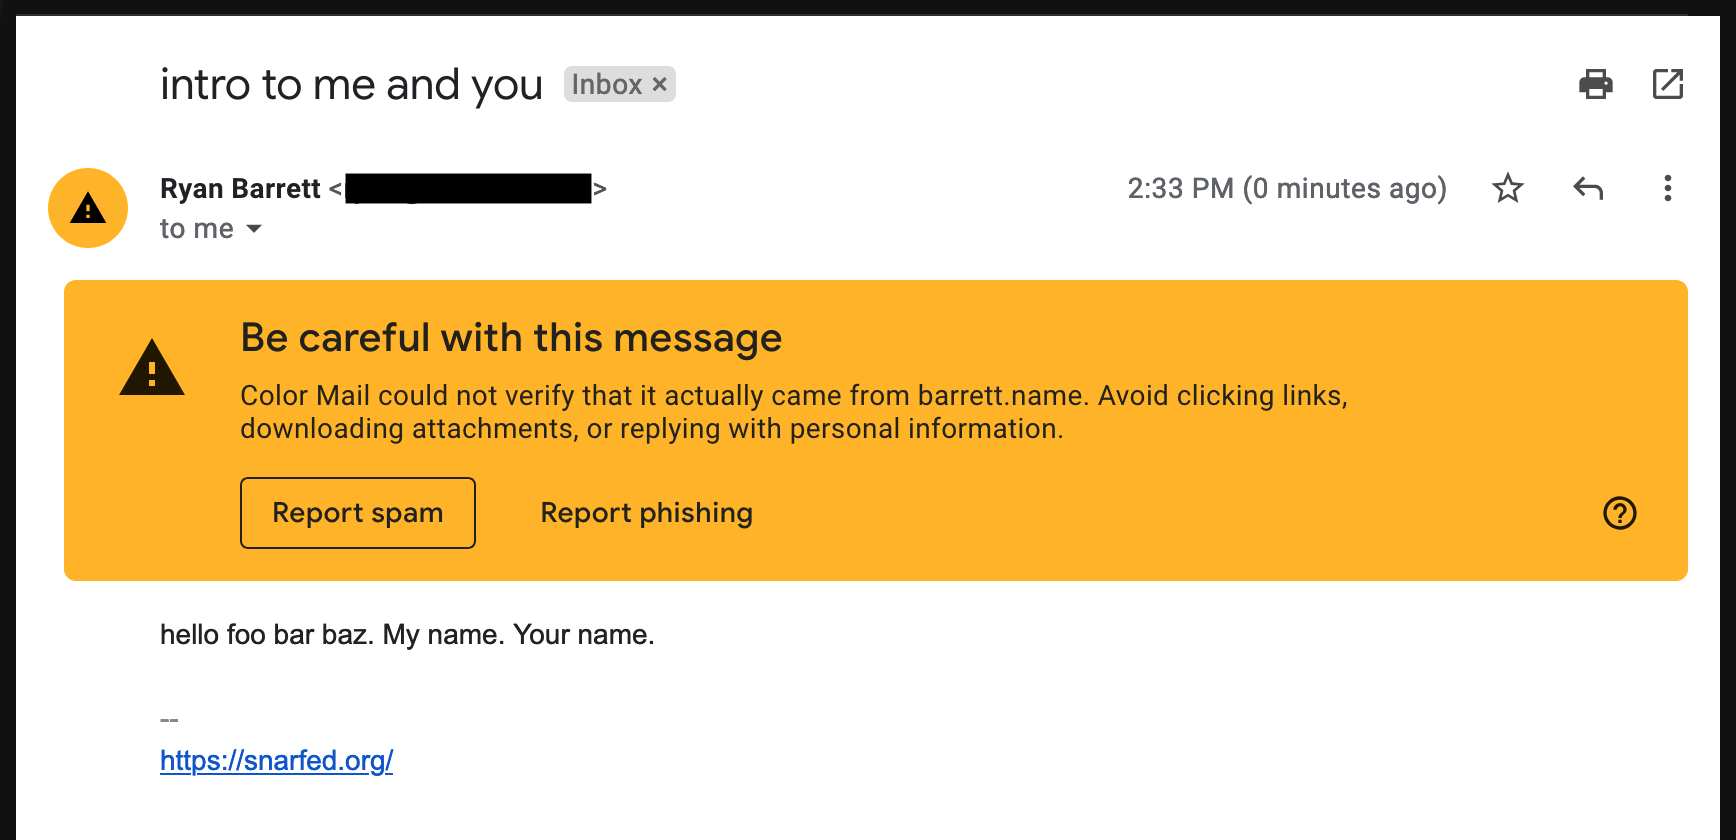 intro to me and you Inbox ×
Ryan Barrett < >
2:33 PM (0 minutes ago)
to me
Be careful with this message
Color Mail could not verify that it actually came from barrett.name. Avoid clicking links,
downloading attachments, or replying with personal information.
Report spam Report phishing
?
hello foo bar baz. My name. Your name.
--
https://snarfed.org/